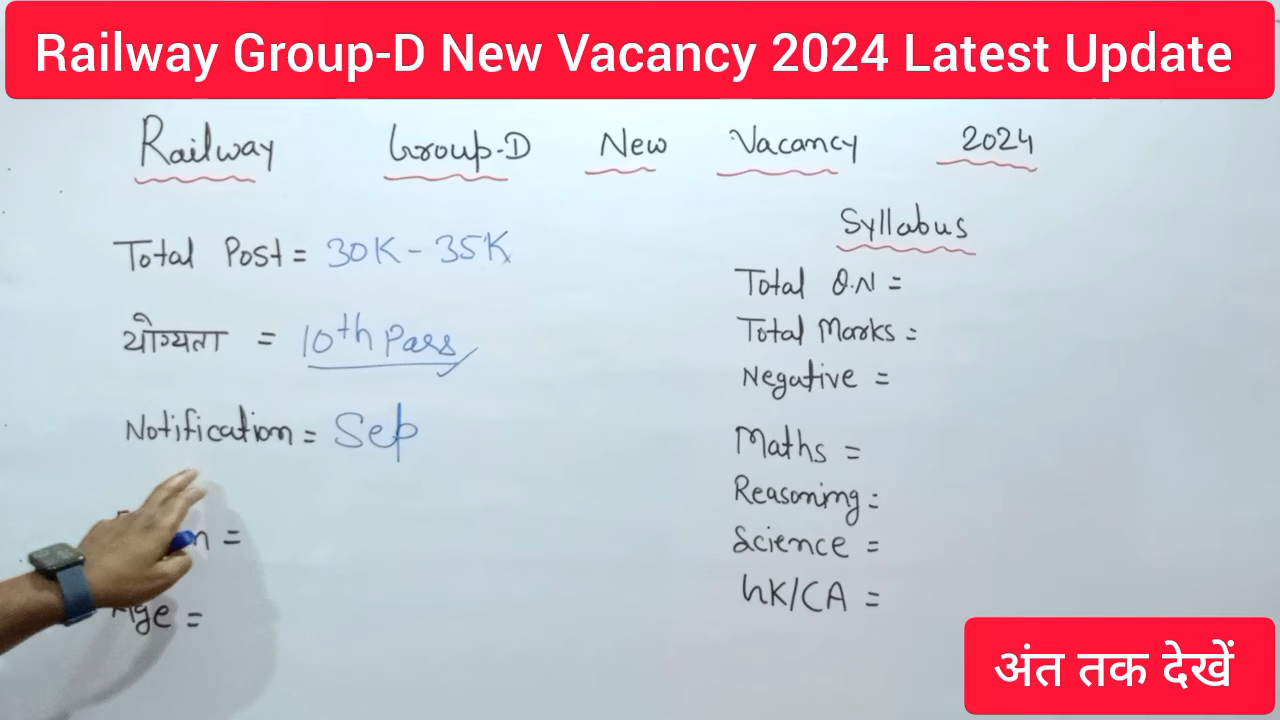 Railway Group-D New Vacancy 2024 Latest Update
Railway Group-D New Vacancy 2024
Total Post = 30K - 35K
योग्यता = 10th Pass
Notification = Sep
=
Age =
Syllabus
Total Q.N =
Total Marks =
Negative =
Maths =
Reasoning =
Science =
GK/CA =
अंत तक देखें